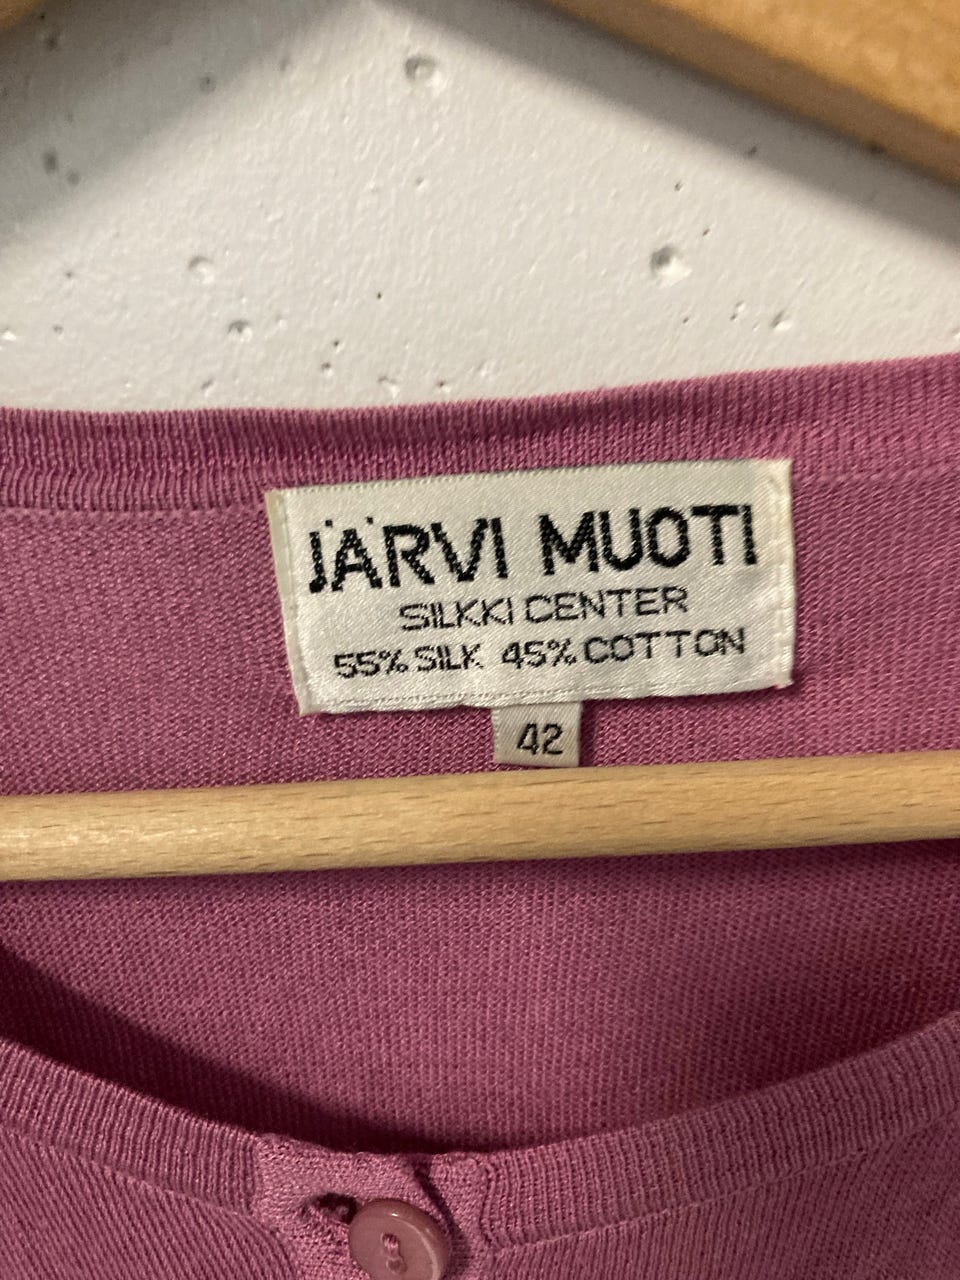 JÄRVI MUOTI
SILKKI CENTER
55% SILK 45% COTTON
42